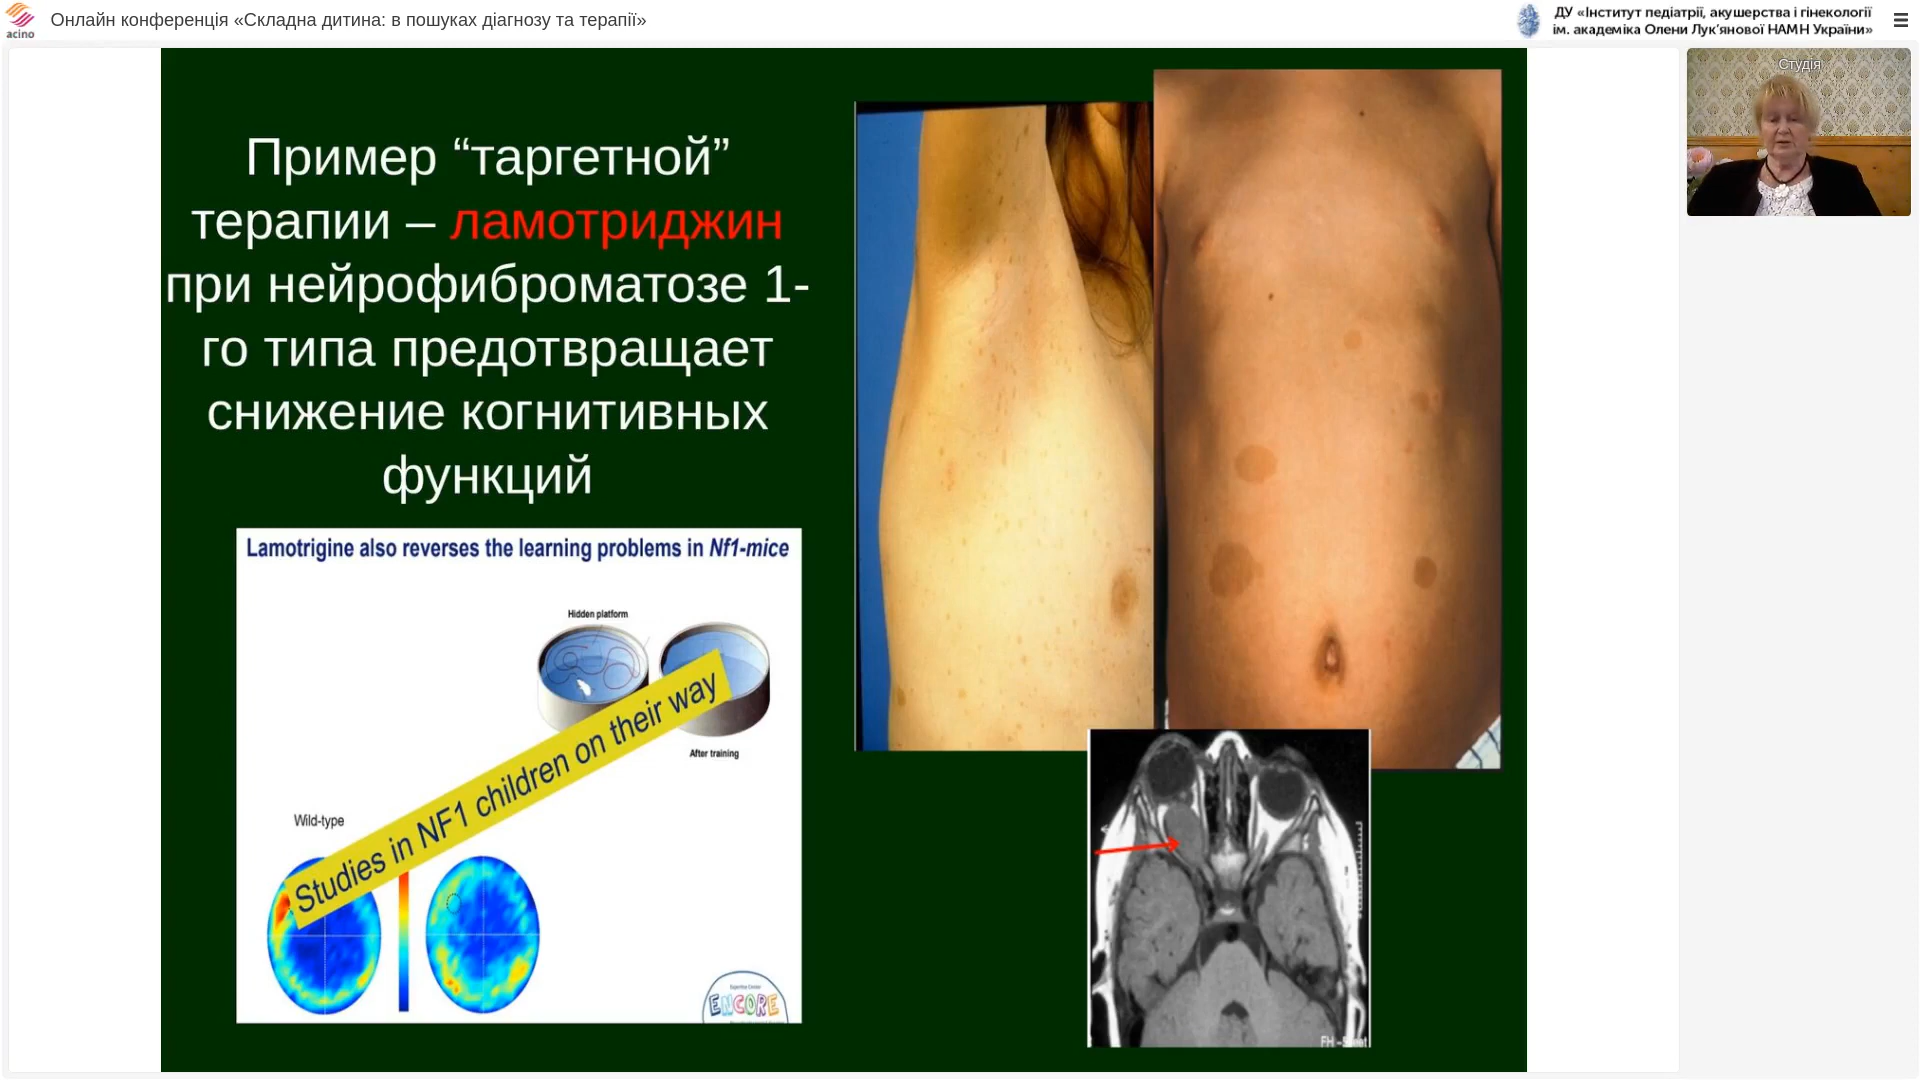 acino
Онлайн конференція «Складна дитина: в пошуках діагнозу та терапії»
ДУ «Інститут педіатрії, акушерства і гінекології
ім. академіка Олени Лук'янової НАМН України»
Студія
Пример “таргетной”
терапии – ламотриджин
при нейрофиброматозе 1-
го типа предотвращает
снижение когнитивных
функций
Lamotrigine also reverses the learning problems in Nf1-mice
Hidden platform
After training
Studies in NF1 children on their way
Wild-type
ENCORE